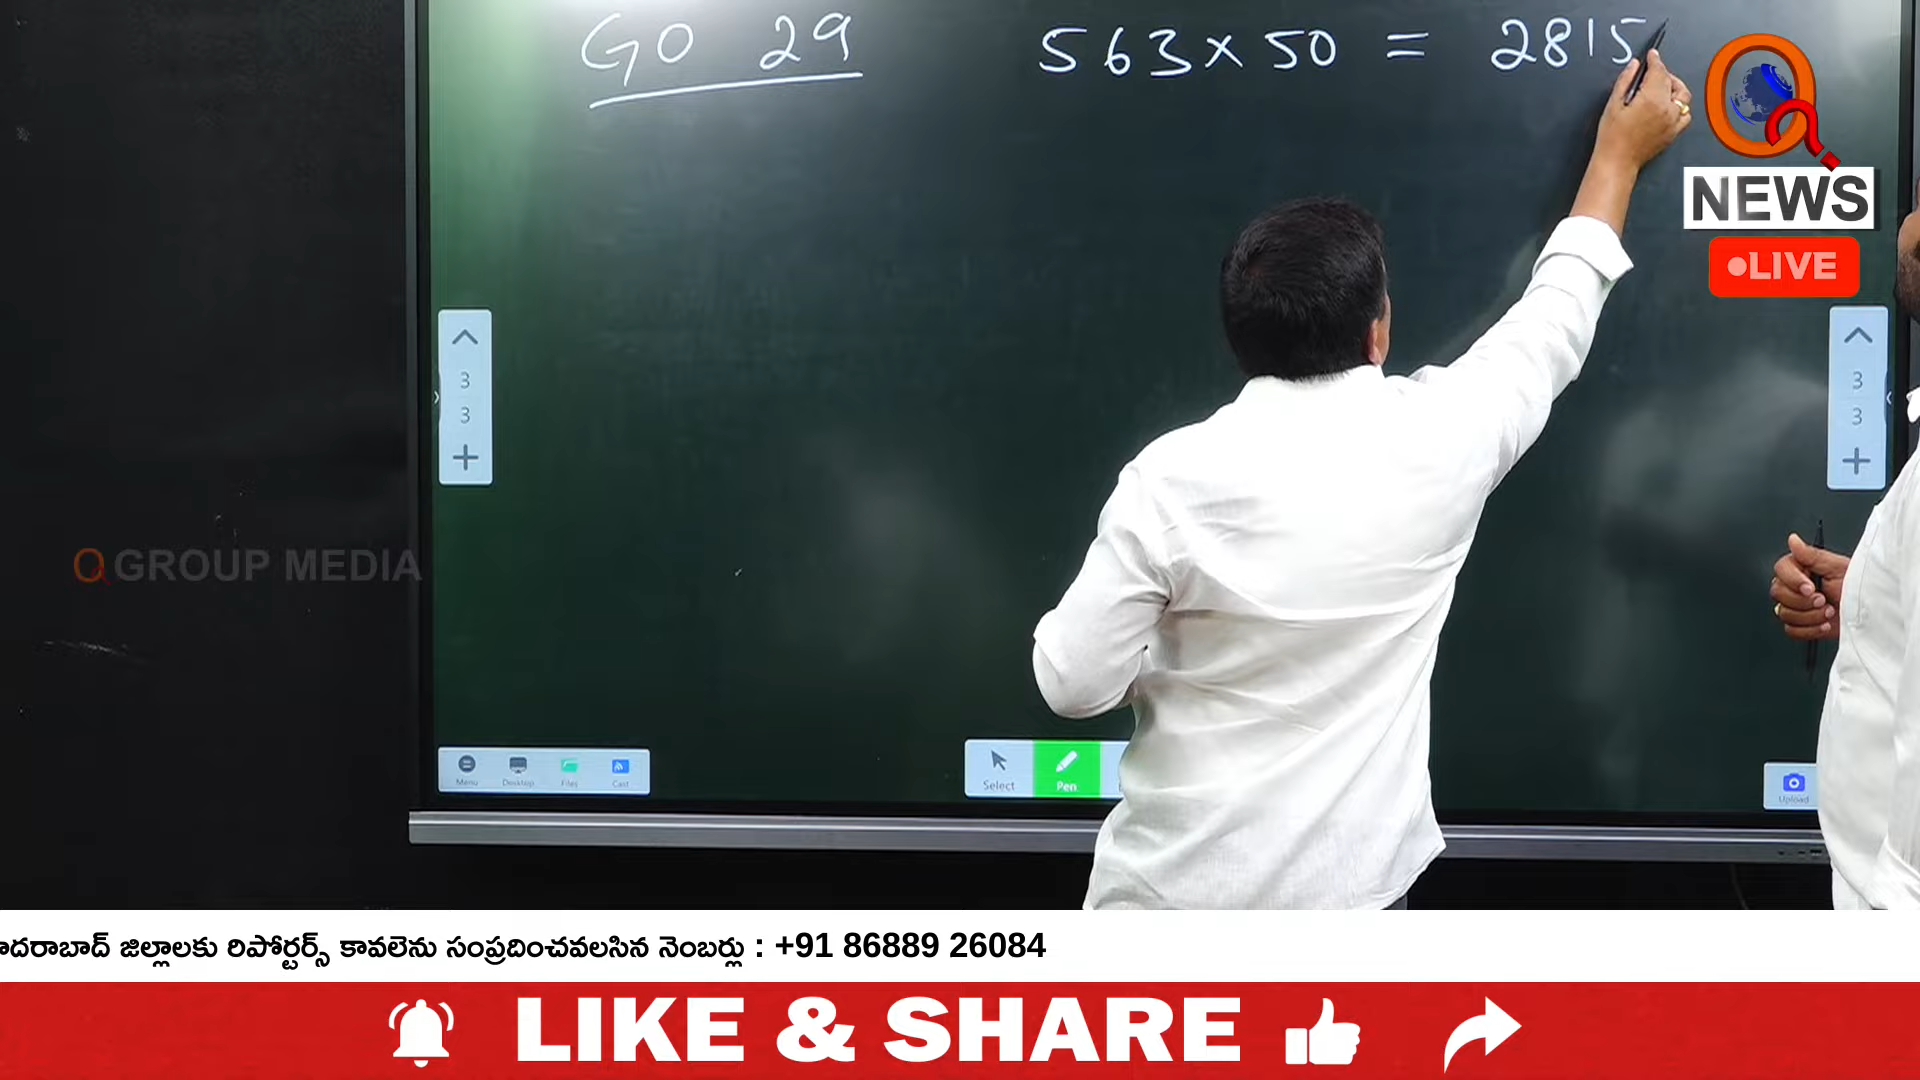 GO 29 563 x 50 = 2815
Q
NEWS
LIVE
3
3
3
3
Q GROUP MEDIA
Menu Desktop Files Cast
Select Pen
Upload
జిల్లాలకు రిపోర్టర్స్ కావలెను సంప్రదించవలసిన నెంబర్లు : +91 86889 26084
LIKE & SHARE